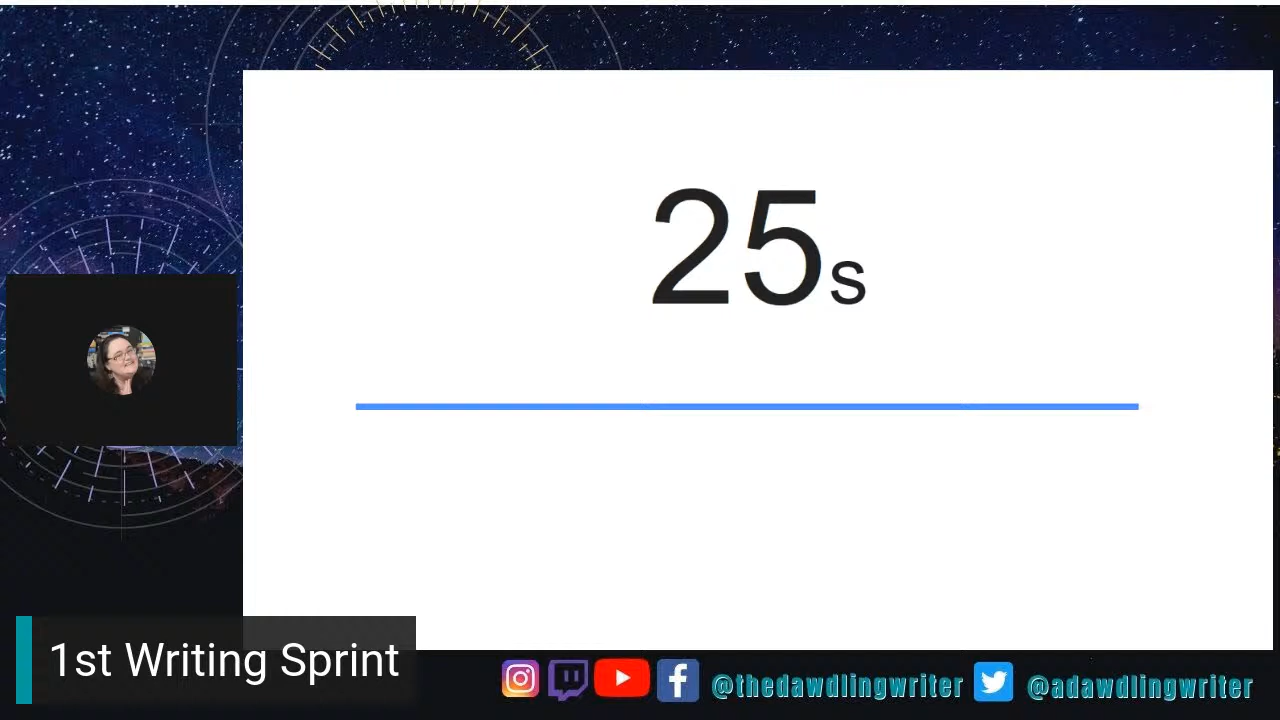 25s
1st Writing Sprint
@thedawdlingwriter
@adawdlingwriter